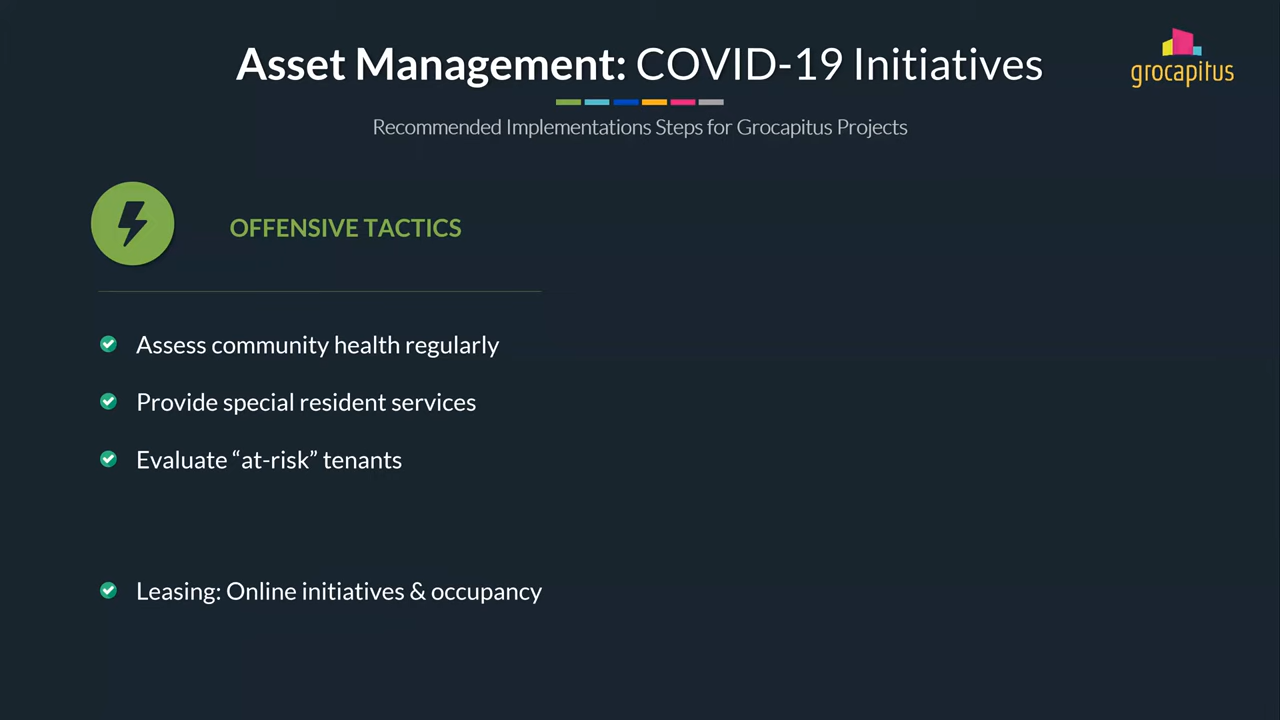 Asset Management: COVID-19 Initiatives
grocapitus
Recommended Implementations Steps for Grocapitus Projects
OFFENSIVE TACTICS
Assess community health regularly
Provide special resident services
Evaluate “at-risk” tenants
Leasing: Online initiatives & occupancy